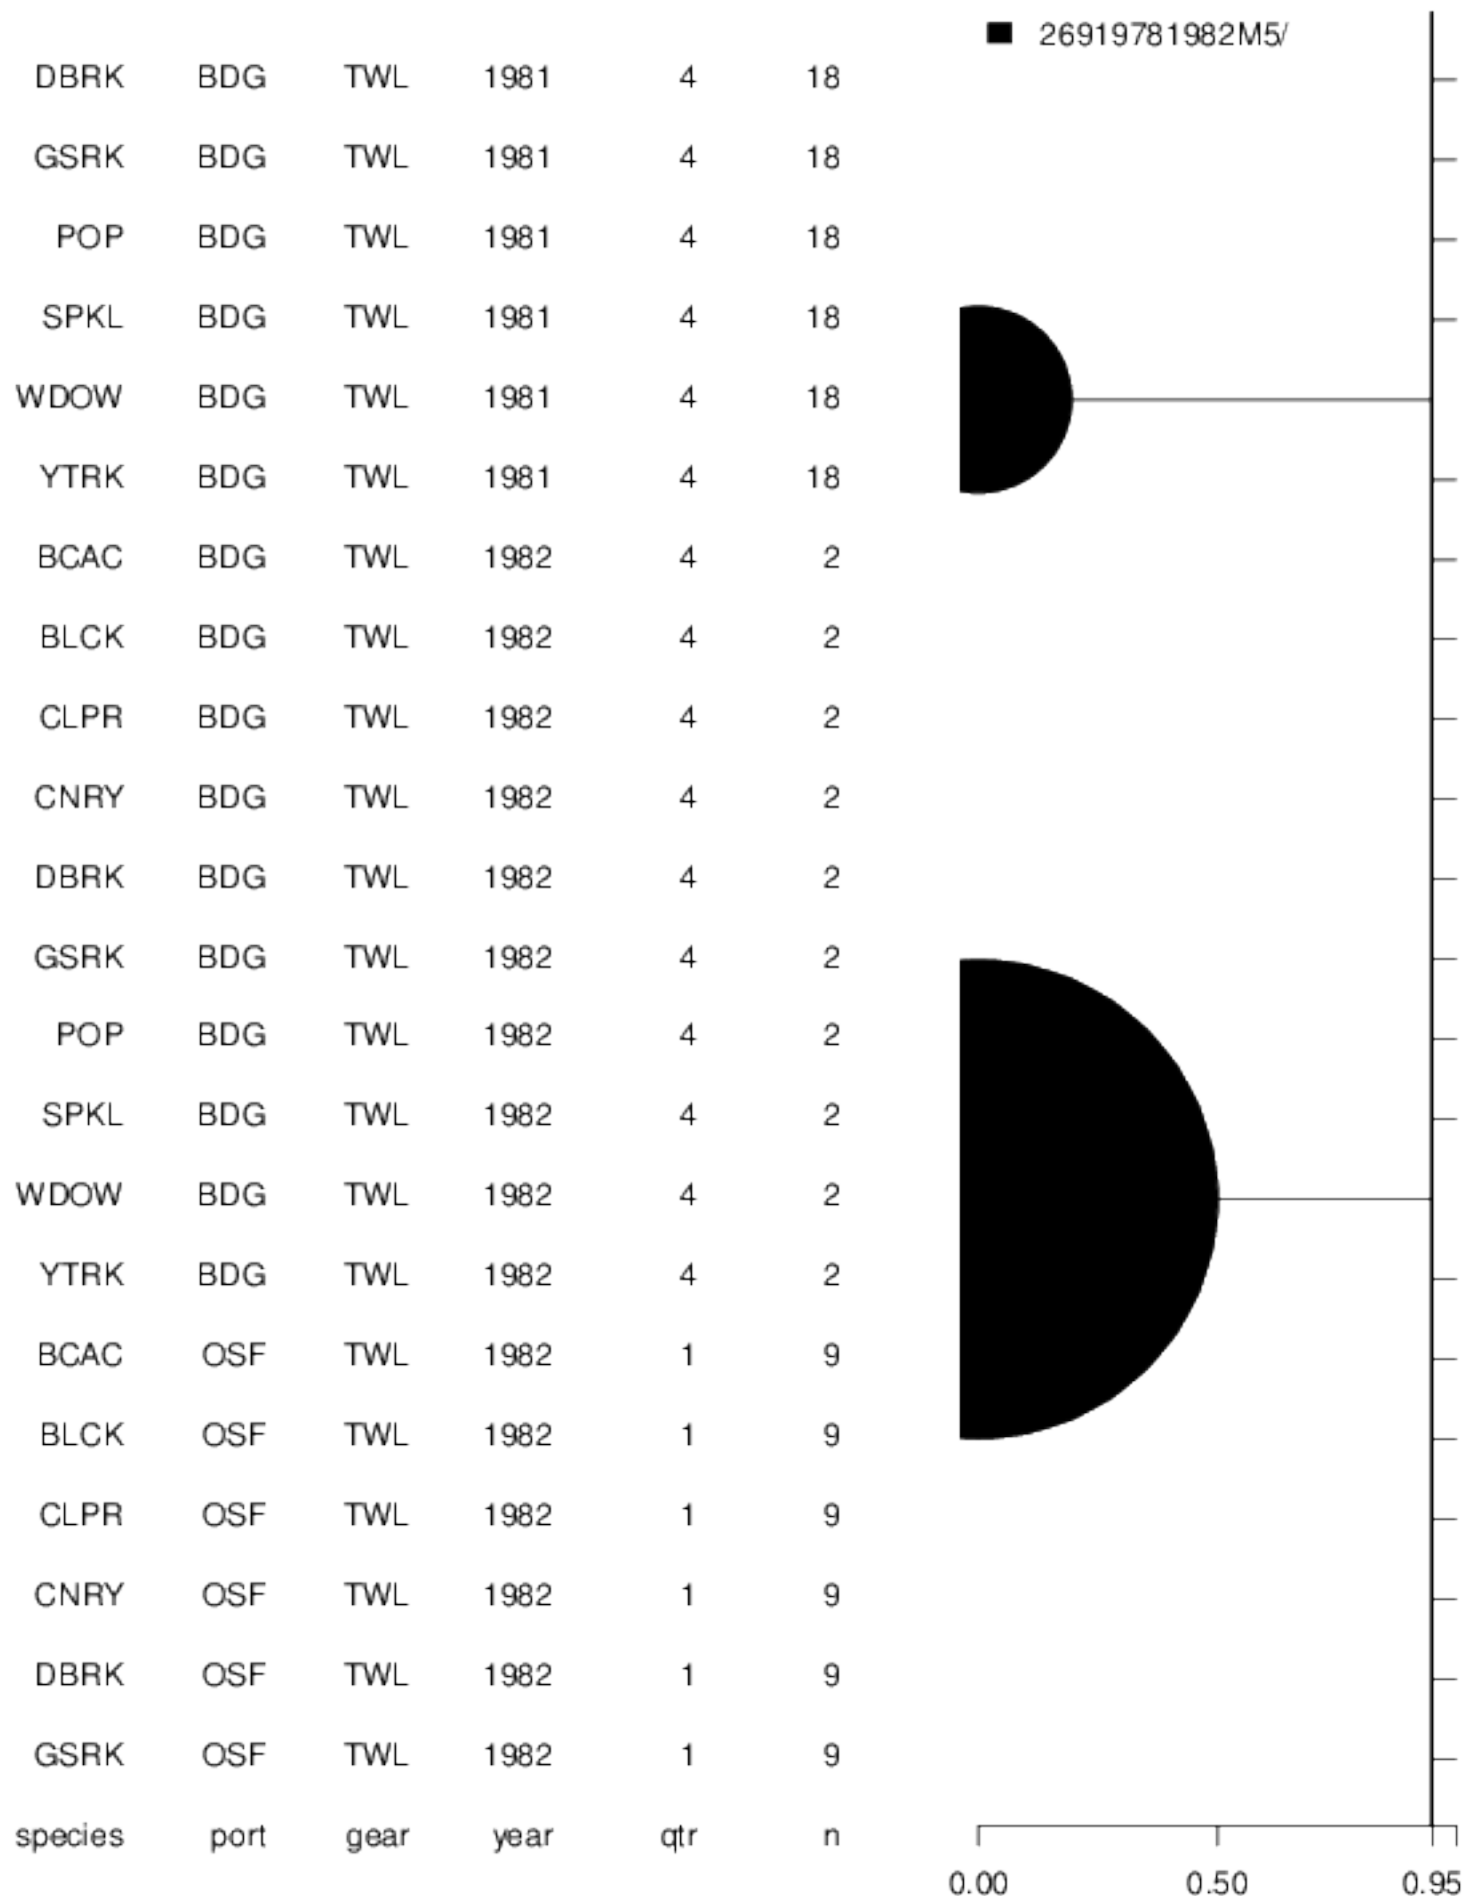 26919781982M5/
DBRK BDG TWL 1981 4 18
GSRK BDG TWL 1981 4 18
POP BDG TWL 1981 4 18
SPKL BDG TWL 1981 4 18
WDOW BDG TWL 1981 4 18
YTRK BDG TWL 1981 4 18
BCAC BDG TWL 1982 4 2
BLCK BDG TWL 1982 4 2
CLPR BDG TWL 1982 4 2
CNRY BDG TWL 1982 4 2
DBRK BDG TWL 1982 4 2
GSRK BDG TWL 1982 4 2
POP BDG TWL 1982 4 2
SPKL BDG TWL 1982 4 2
WDOW BDG TWL 1982 4 2
YTRK BDG TWL 1982 4 2
BCAC OSF TWL 1982 1 9
BLCK OSF TWL 1982 1 9
CLPR OSF TWL 1982 1 9
CNRY OSF TWL 1982 1 9
DBRK OSF TWL 1982 1 9
GSRK OSF TWL 1982 1 9
species port gear year qtr n
0.00 0.50 0.95